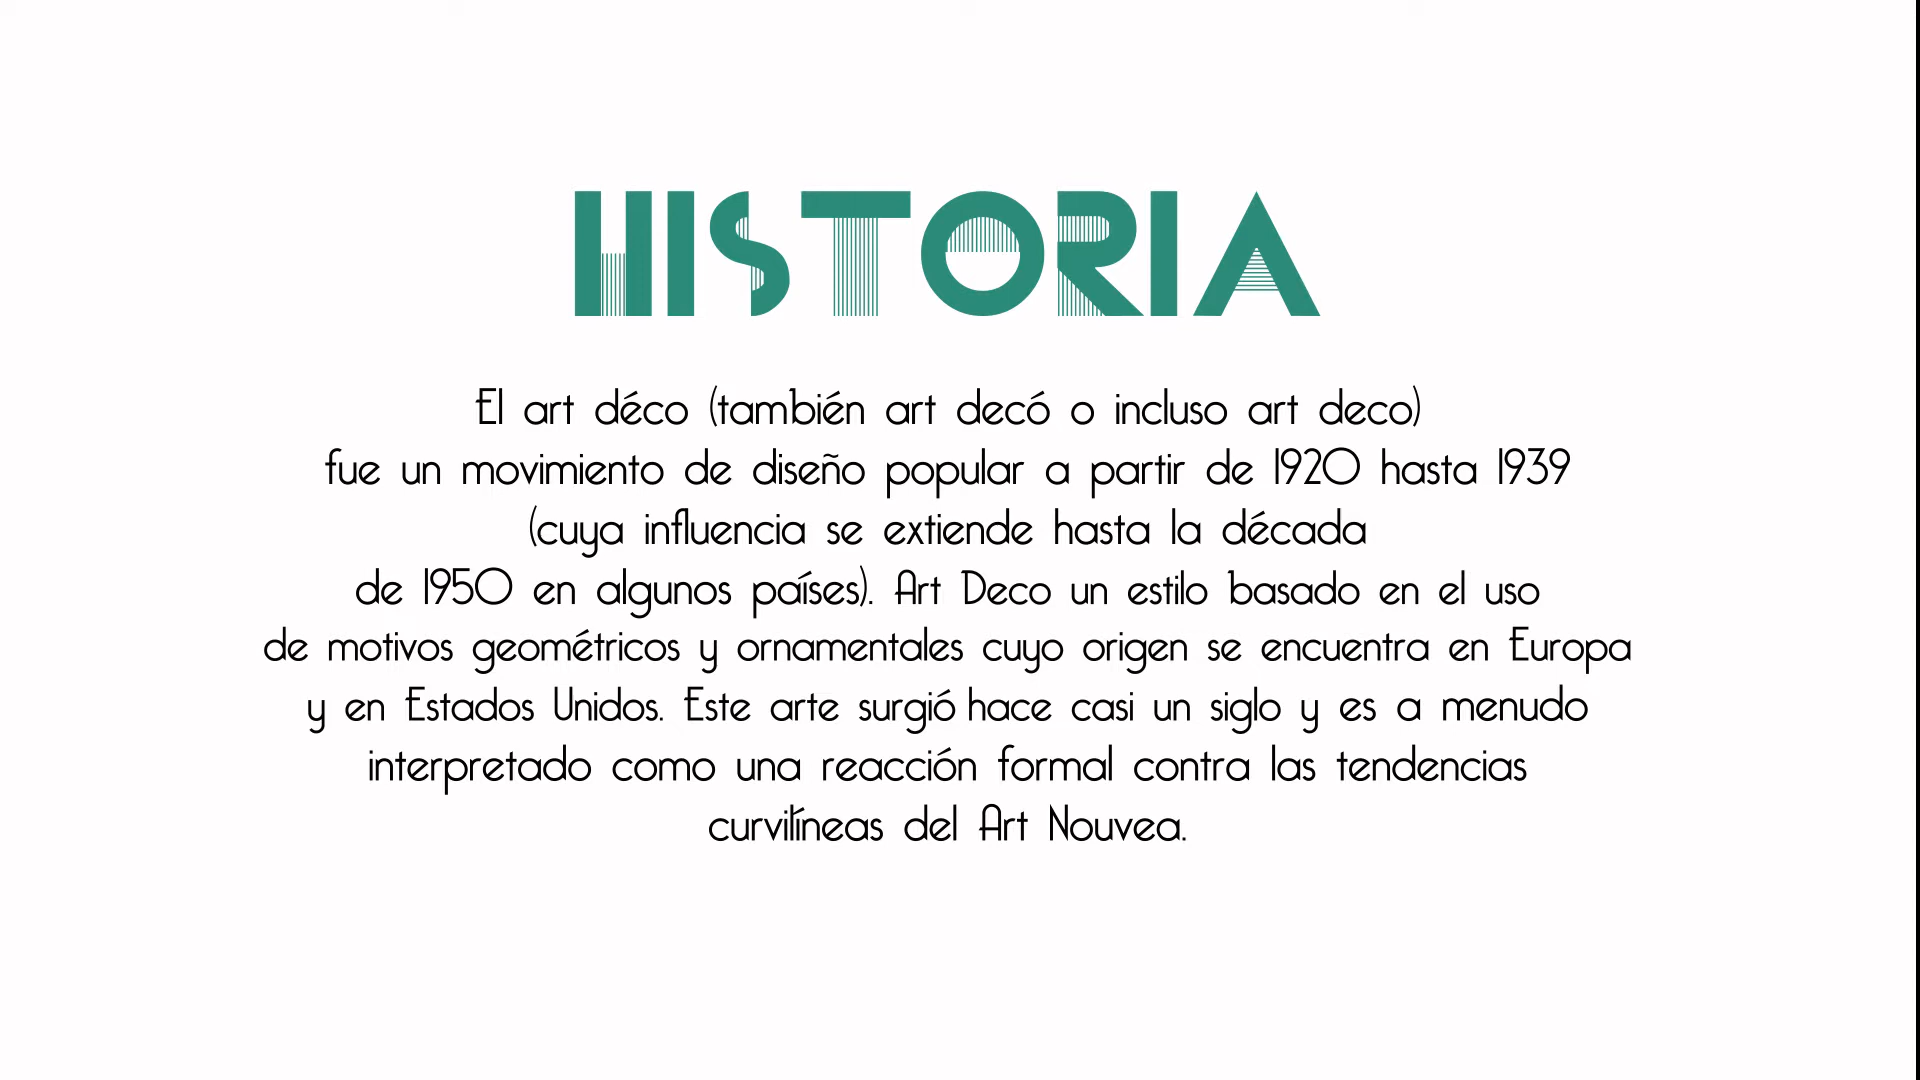 HISTORIA
El art déco (también art decó o incluso art deco)
fue un movimiento de diseño popular a partir de 1920 hasta 1939
(cuya influencia se extiende hasta la década
de 1950 en algunos países). Art Deco un estilo basado en el uso
de motivos geométricos y ornamentales cuyo origen se encuentra en Europa
y en Estados Unidos. Este arte surgió hace casi un siglo y es a menudo
interpretado como una reacción formal contra las tendencias
curvilíneas del Art Nouvea.